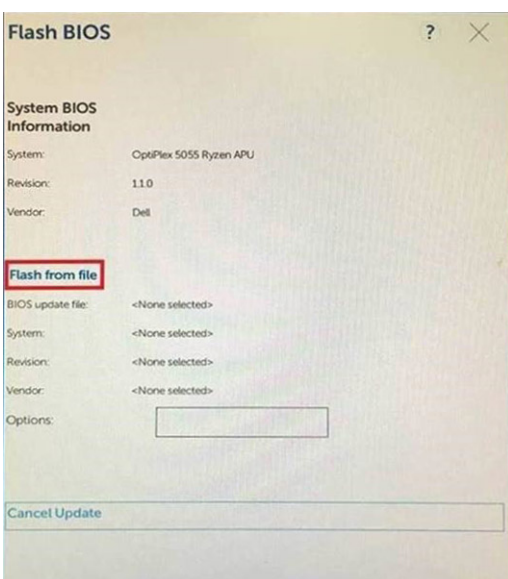 Flash BIOS
?
System BIOS
Information
System: OptiPlex 5055 Ryzen APU
Revision: 1.1.0
Vendor: Dell
Flash from file
BIOS update file: <None selected>
System: <None selected>
Revision: <None selected>
Vendor: <None selected>
Options:
Cancel Update